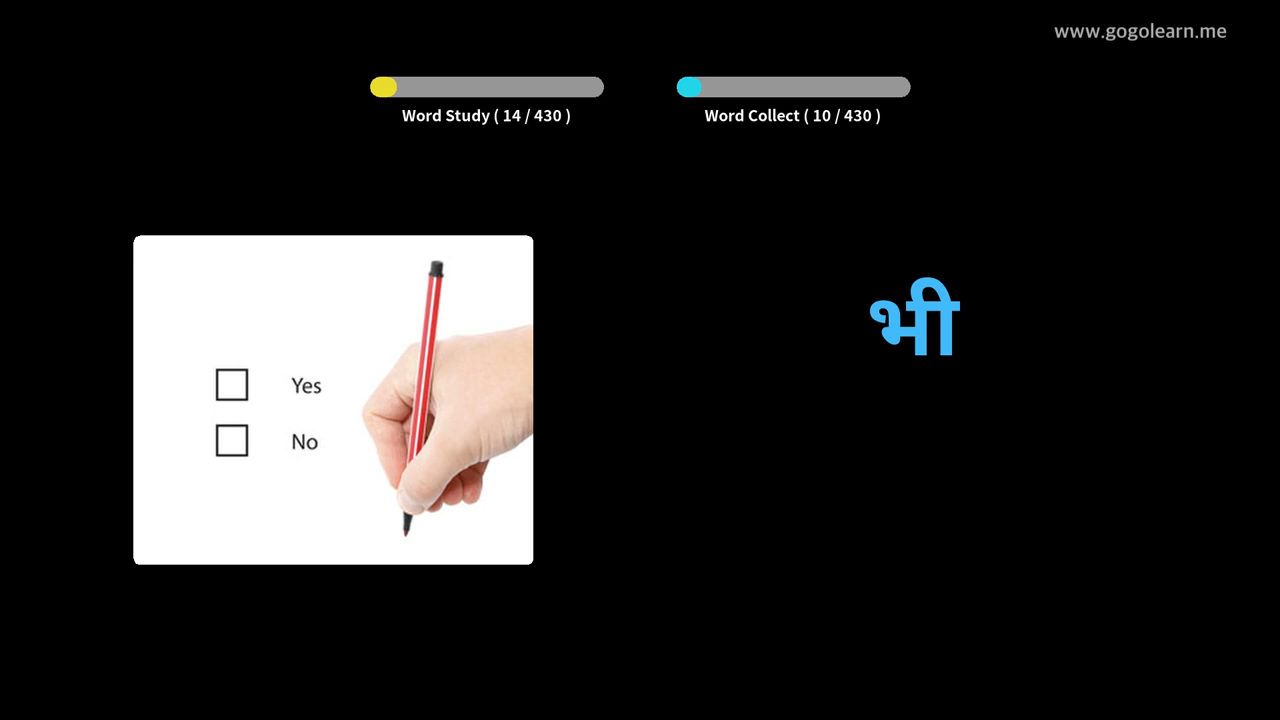 www.gogolearn.me
Word Study ( 14 / 430 )
Word Collect ( 10 / 430 )
Yes
No
भी